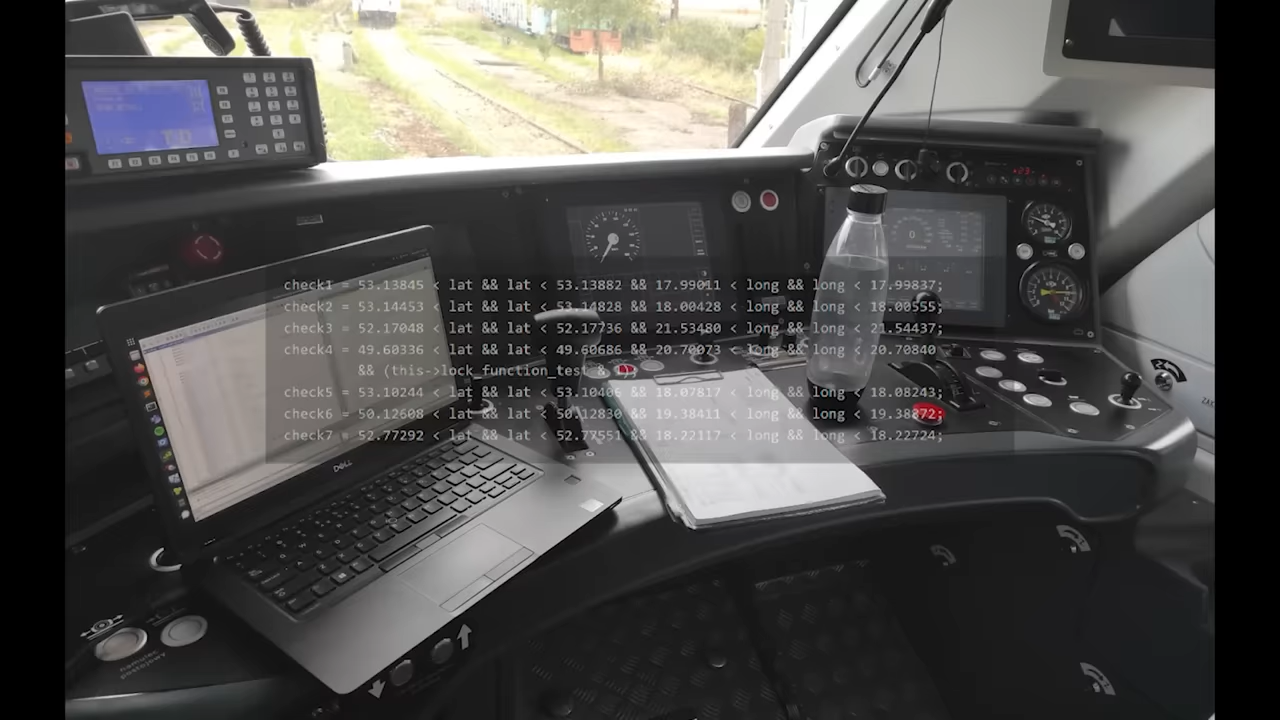 check1 = 53.13845 < lat && lat < 53.13882 && 17.99011 < long && long < 17.99837;
check2 = 53.14453 < lat && lat < 53.14828 && 18.00428 < long && long < 18.00555;
check3 = 52.17048 < lat && lat < 52.17736 && 21.53480 < long && long < 21.54437;
check4 = 49.60336 < lat && lat < 49.60686 && 20.70073 < long && long < 20.70840
&& (this->lock_function_test & 1);
check5 = 53.10244 < lat && lat < 53.10406 && 18.07817 < long && long < 18.08243;
check6 = 50.12608 < lat && lat < 50.12830 && 19.38411 < long && long < 19.38872;
check7 = 52.77292 < lat && lat < 52.77551 && 18.22117 < long && long < 18.22724;
DELL
hamulec
postojowy